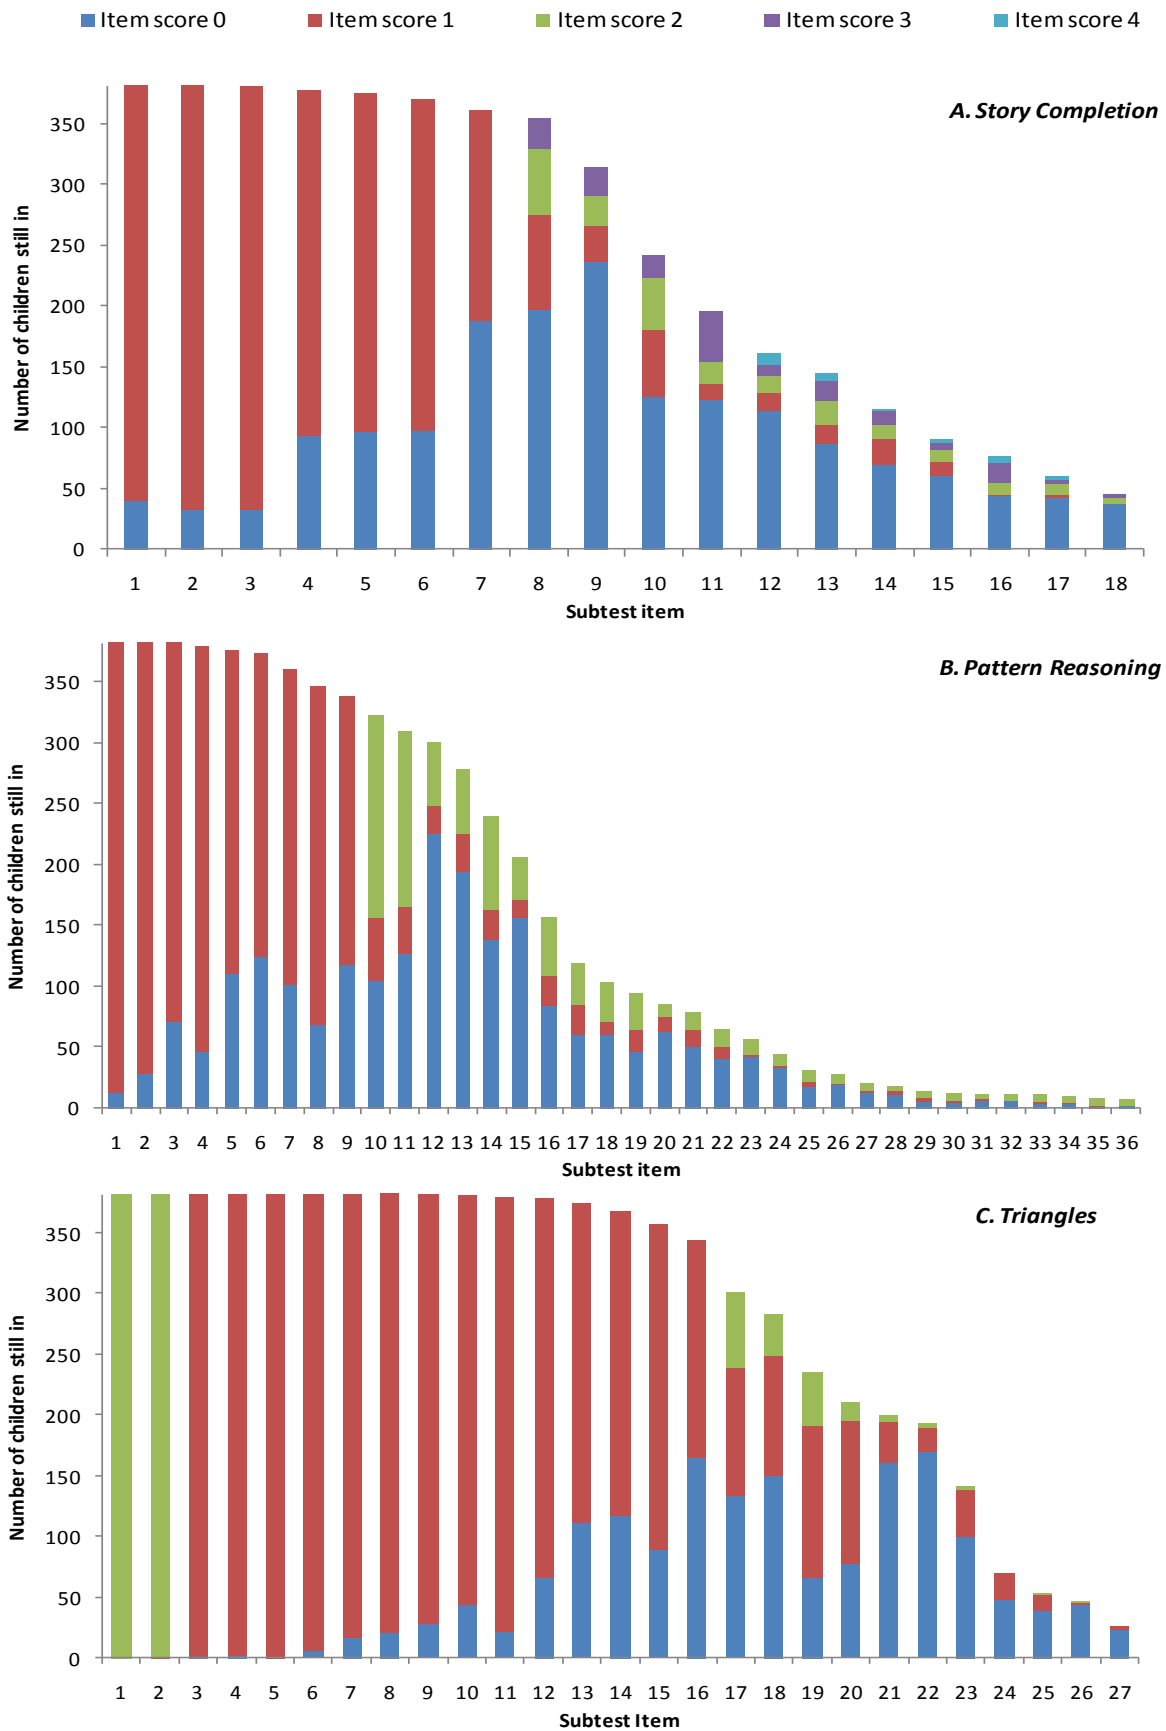 Item score 0 Item score 1 Item score 2 Item score 3 Item score 4
A. Story Completion
Number of children still in
350
300
250
200
150
100
50
0
1 2 3 4 5 6 7 8 9 10 11 12 13 14 15 16 17 18
Subtest item
B. Pattern Reasoning
Number of children still in
350
300
250
200
150
100
50
0
1 2 3 4 5 6 7 8 9 10 11 12 13 14 15 16 17 18 19 20 21 22 23 24 25 26 27 28 29 30 31 32 33 34 35 36
Subtest item
C. Triangles
Number of children still in
350
300
250
200
150
100
50
0
1 2 3 4 5 6 7 8 9 10 11 12 13 14 15 16 17 18 19 20 21 22 23 24 25 26 27
Subtest Item